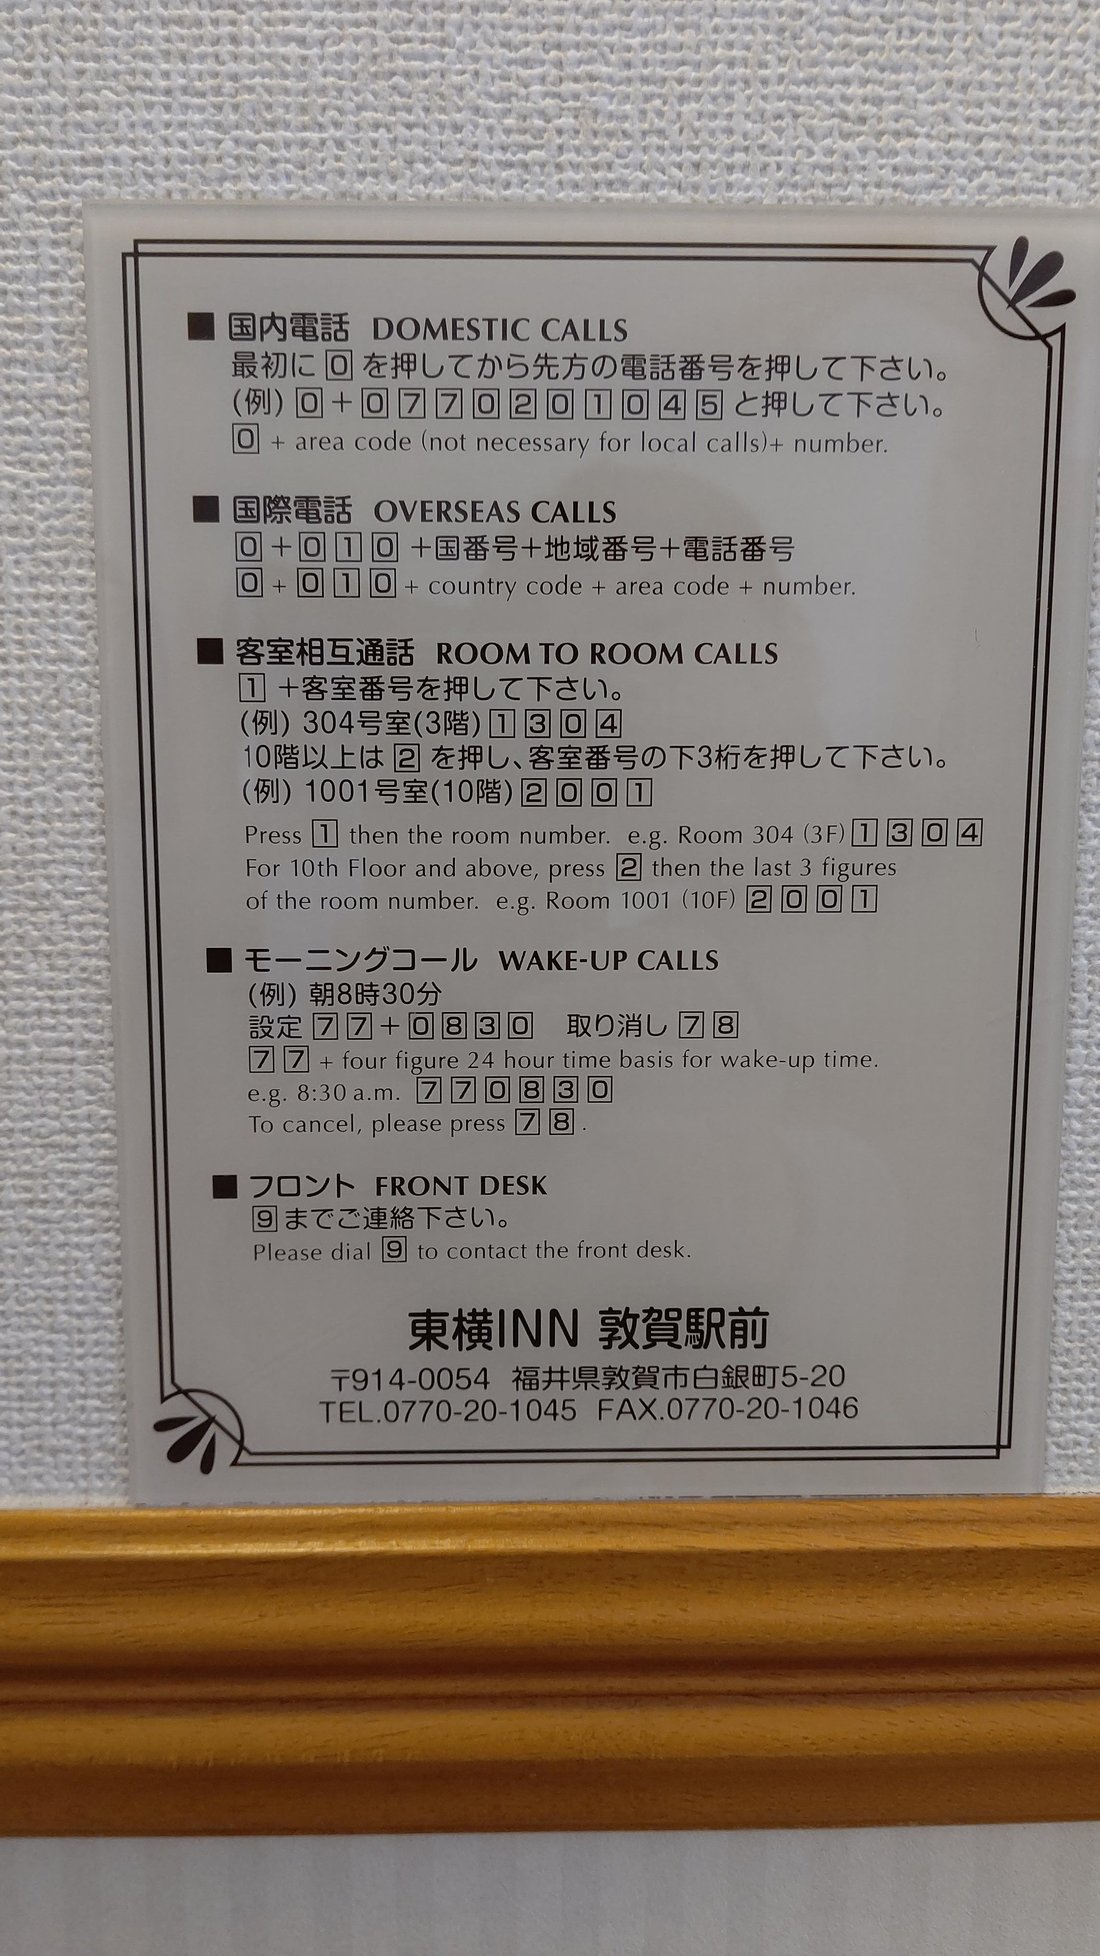 ■ 国内電話 DOMESTIC CALLS
最初に 0 を押してから先方の電話番号を押して下さい。
(例) 0 + 0 7 7 0 2 0 1 0 4 5 と押して下さい。
0 + area code (not necessary for local calls)+ number.
■ 国際電話 OVERSEAS CALLS
0 + 0 1 0 +国番号+地域番号+電話番号
0 + 0 1 0 + country code + area code + number.
■ 客室相互通話 ROOM TO ROOM CALLS
1 +客室番号を押して下さい。
(例) 304号室(3階) 1 3 0 4
10階以上は 2 を押し、客室番号の下3桁を押して下さい。
(例) 1001号室(10階) 2 0 0 1
Press 1 then the room number. e.g. Room 304 (3F) 1 3 0 4
For 10th Floor and above, press 2 then the last 3 figures
of the room number. e.g. Room 1001 (10F) 2 0 0 1
■ モーニングコール WAKE-UP CALLS
(例) 朝8時30分
設定 7 7 + 0 8 3 0 取り消し 7 8
7 7 + four figure 24 hour time basis for wake-up time.
e.g. 8:30 a.m. 7 7 0 8 3 0
To cancel, please press 7 8 .
■ フロント FRONT DESK
9 までご連絡下さい。
Please dial 9 to contact the front desk.
東横INN 敦賀駅前
〒914-0054 福井県敦賀市白銀町5-20
TEL.0770-20-1045 FAX.0770-20-1046